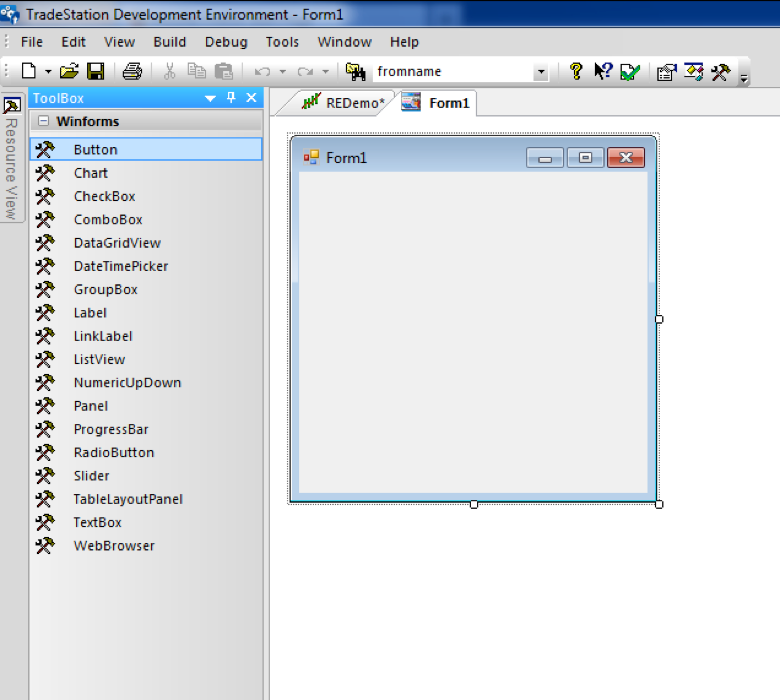 TradeStation Development Environment - Form1
File Edit View Build Debug Tools Window Help
fromname
Resource View
ToolBox
Winforms
Button
Chart
CheckBox
ComboBox
DataGridView
DateTimePicker
GroupBox
Label
LinkLabel
ListView
NumericUpDown
Panel
ProgressBar
RadioButton
Slider
TableLayoutPanel
TextBox
WebBrowser
REDemo* Form1
Form1